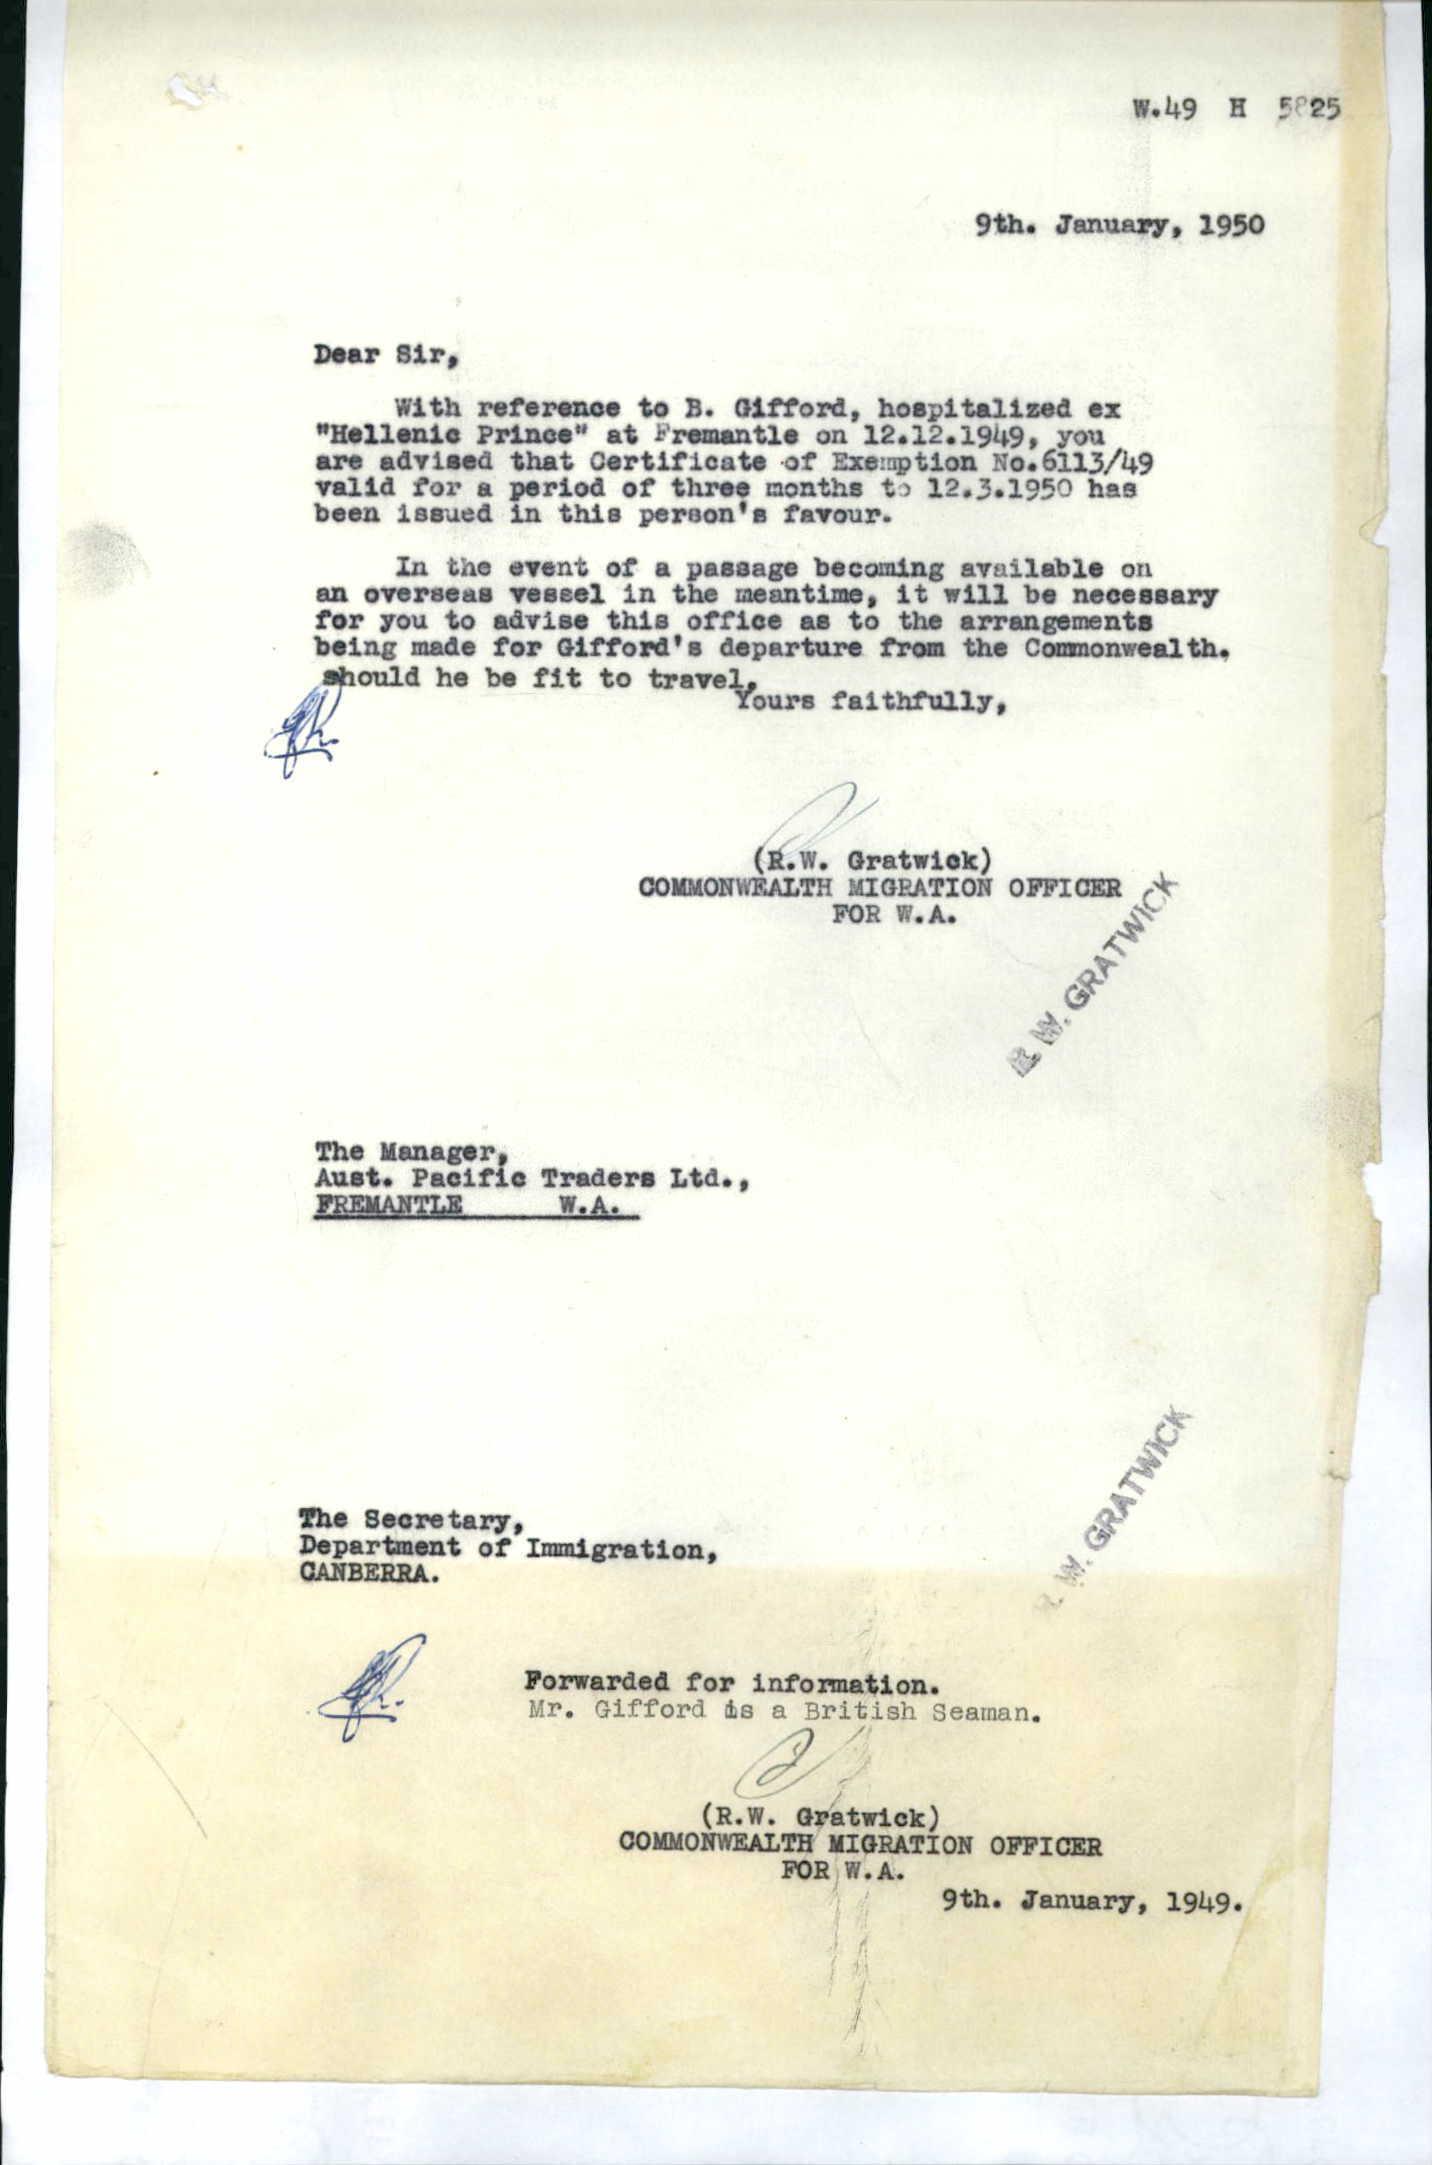 W.49 H 5825
9th. January, 1950
Dear Sir,
With reference to B. Gifford, hospitalized ex
"Hellenic Prince" at Fremantle on 12.12.1949, you
are advised that Certificate of Exemption No.6113/49
valid for a period of three months to 12.3.1950 has
been issued in this person's favour.
In the event of a passage becoming available on
an overseas vessel in the meantime, it will be necessary
for you to advise this office as to the arrangements
being made for Gifford's departure from the Commonwealth.
should he be fit to travel.
Yours faithfully,
(R.W. Gratwick)
COMMONWEALTH MIGRATION OFFICER
FOR W.A.
R. W. GRATWICK
The Manager,
Aust. Pacific Traders Ltd.,
FREMANTLE W.A.
R. W. GRATWICK
The Secretary,
Department of Immigration,
CANBERRA.
Forwarded for information.
Mr. Gifford is a British Seaman.
(R.W. Gratwick)
COMMONWEALTH MIGRATION OFFICER
FOR W.A.
9th. January, 1949.